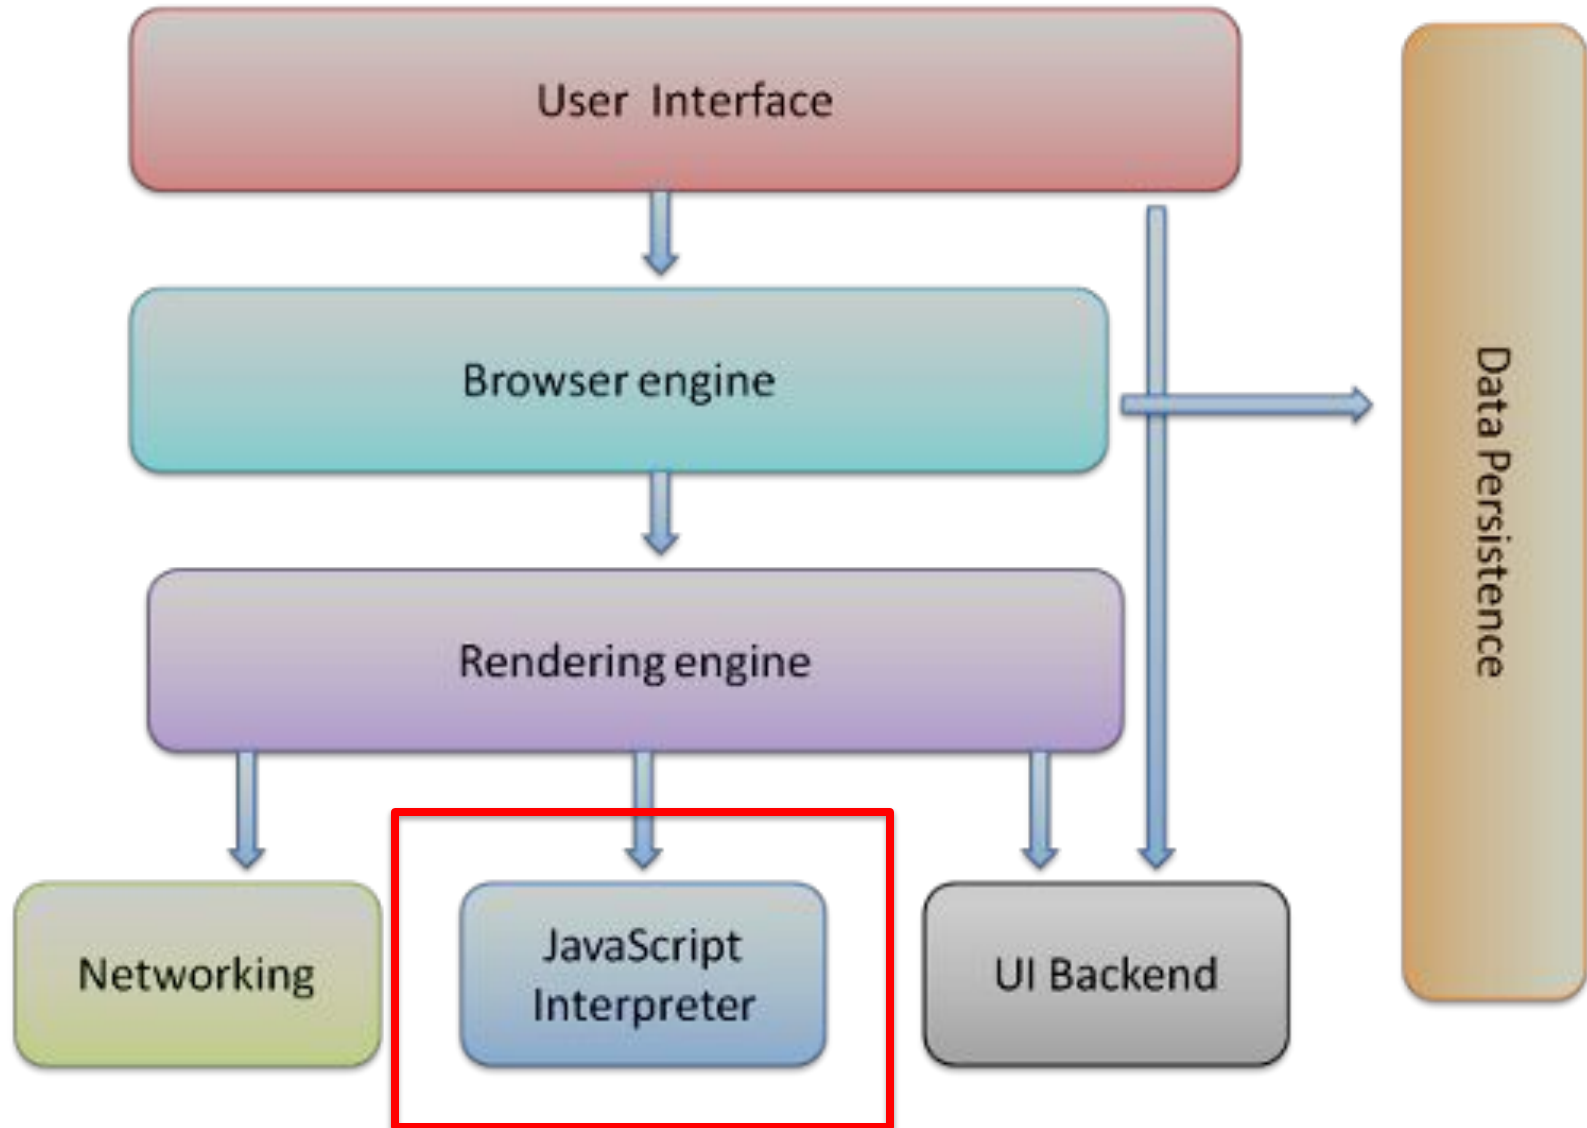 User Interface
Browser engine
Data Persistence
Rendering engine
Networking
JavaScript
Interpreter
UI Backend